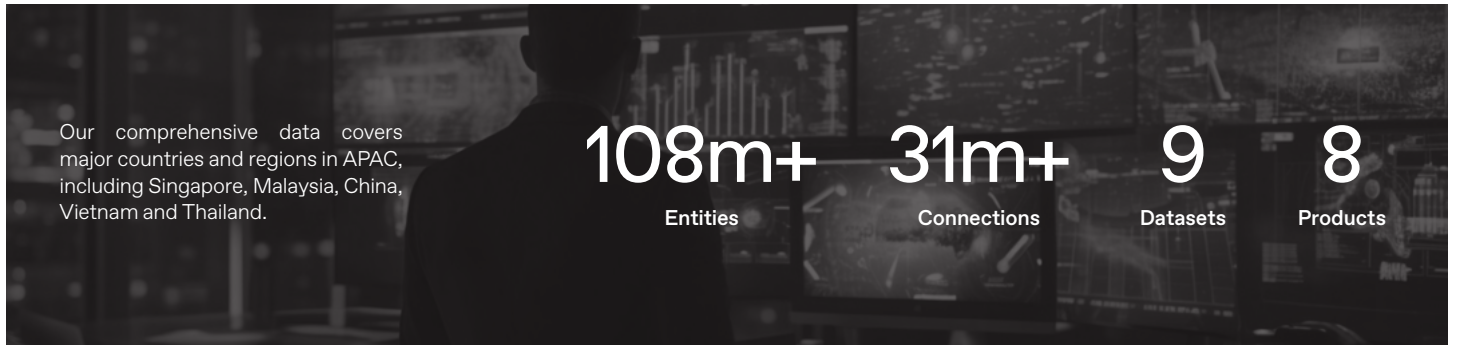 Our comprehensive data covers
major countries and regions in APAC,
including Singapore, Malaysia, China,
Vietnam and Thailand.
108m+
Entities
31m+
Connections
9
Datasets
8
Products